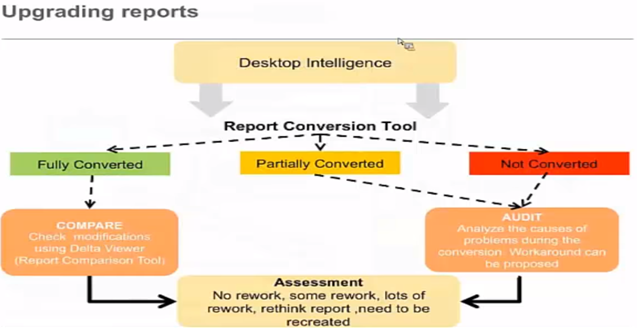 Upgrading reports
Desktop Intelligence
Report Conversion Tool
Fully Converted
Partially Converted
Not Converted
COMPARE
Check modifications
using Delta Viewer
(Report Comparison Tool)
AUDIT
Analyze the causes of
problems during the
conversion. Workaround can
be proposed
Assessment
No rework, some rework, lots of
rework, rethink report ,need to be
recreated